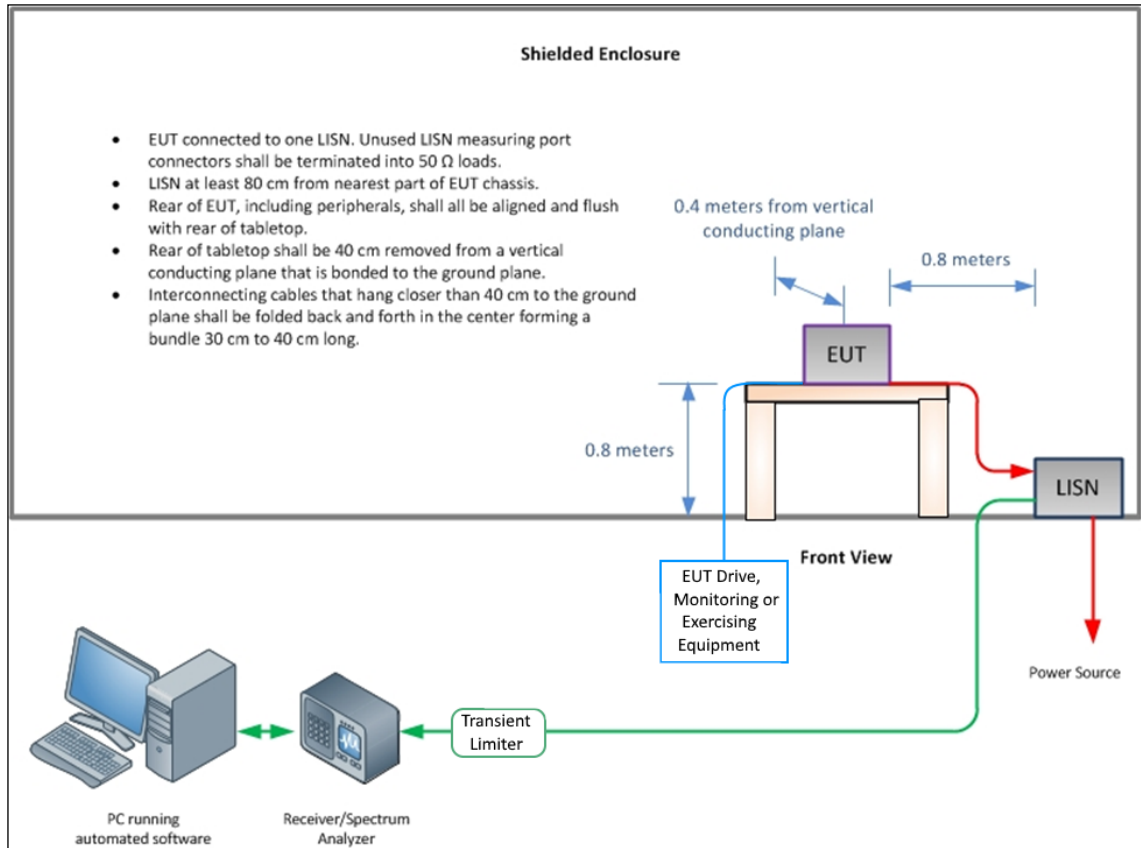 Shielded Enclosure
• EUT connected to one LISN. Unused LISN measuring port
connectors shall be terminated into 50 Ω loads.
• LISN at least 80 cm from nearest part of EUT chassis.
• Rear of EUT, including peripherals, shall all be aligned and flush
with rear of tabletop.
• Rear of tabletop shall be 40 cm removed from a vertical
conducting plane that is bonded to the ground plane.
• Interconnecting cables that hang closer than 40 cm to the ground
plane shall be folded back and forth in the center forming a
bundle 30 cm to 40 cm long.
0.4 meters from vertical
conducting plane
0.8 meters
EUT
0.8 meters
LISN
Front View
EUT Drive,
Monitoring or
Exercising
Equipment
Power Source
Transient
Limiter
PC running
automated software
Receiver/Spectrum
Analyzer